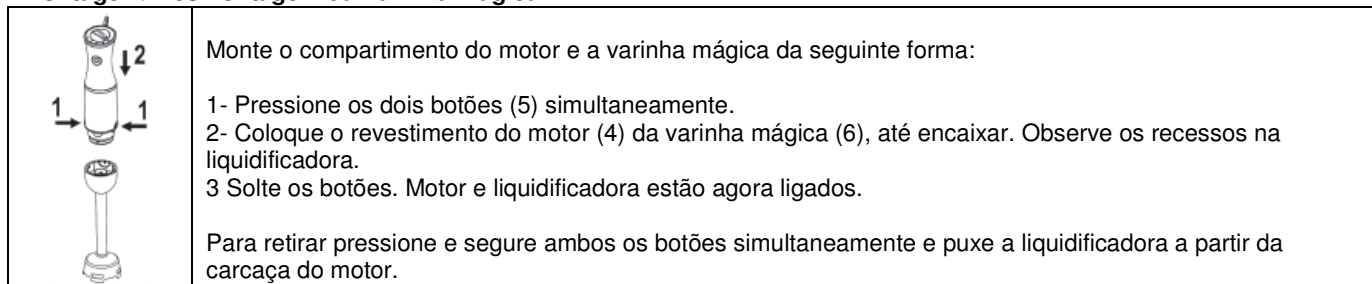 2
1 1
Monte o compartimento do motor e a varinha mágica da seguinte forma:
1- Pressione os dois botões (5) simultaneamente.
2- Coloque o revestimento do motor (4) da varinha mágica (6), até encaixar. Observe os recessos na
liquidificadora.
3 Solte os botões. Motor e liquidificadora estão agora ligados.
Para retirar pressione e segure ambos os botões simultaneamente e puxe a liquidificadora a partir da
carcaça do motor.